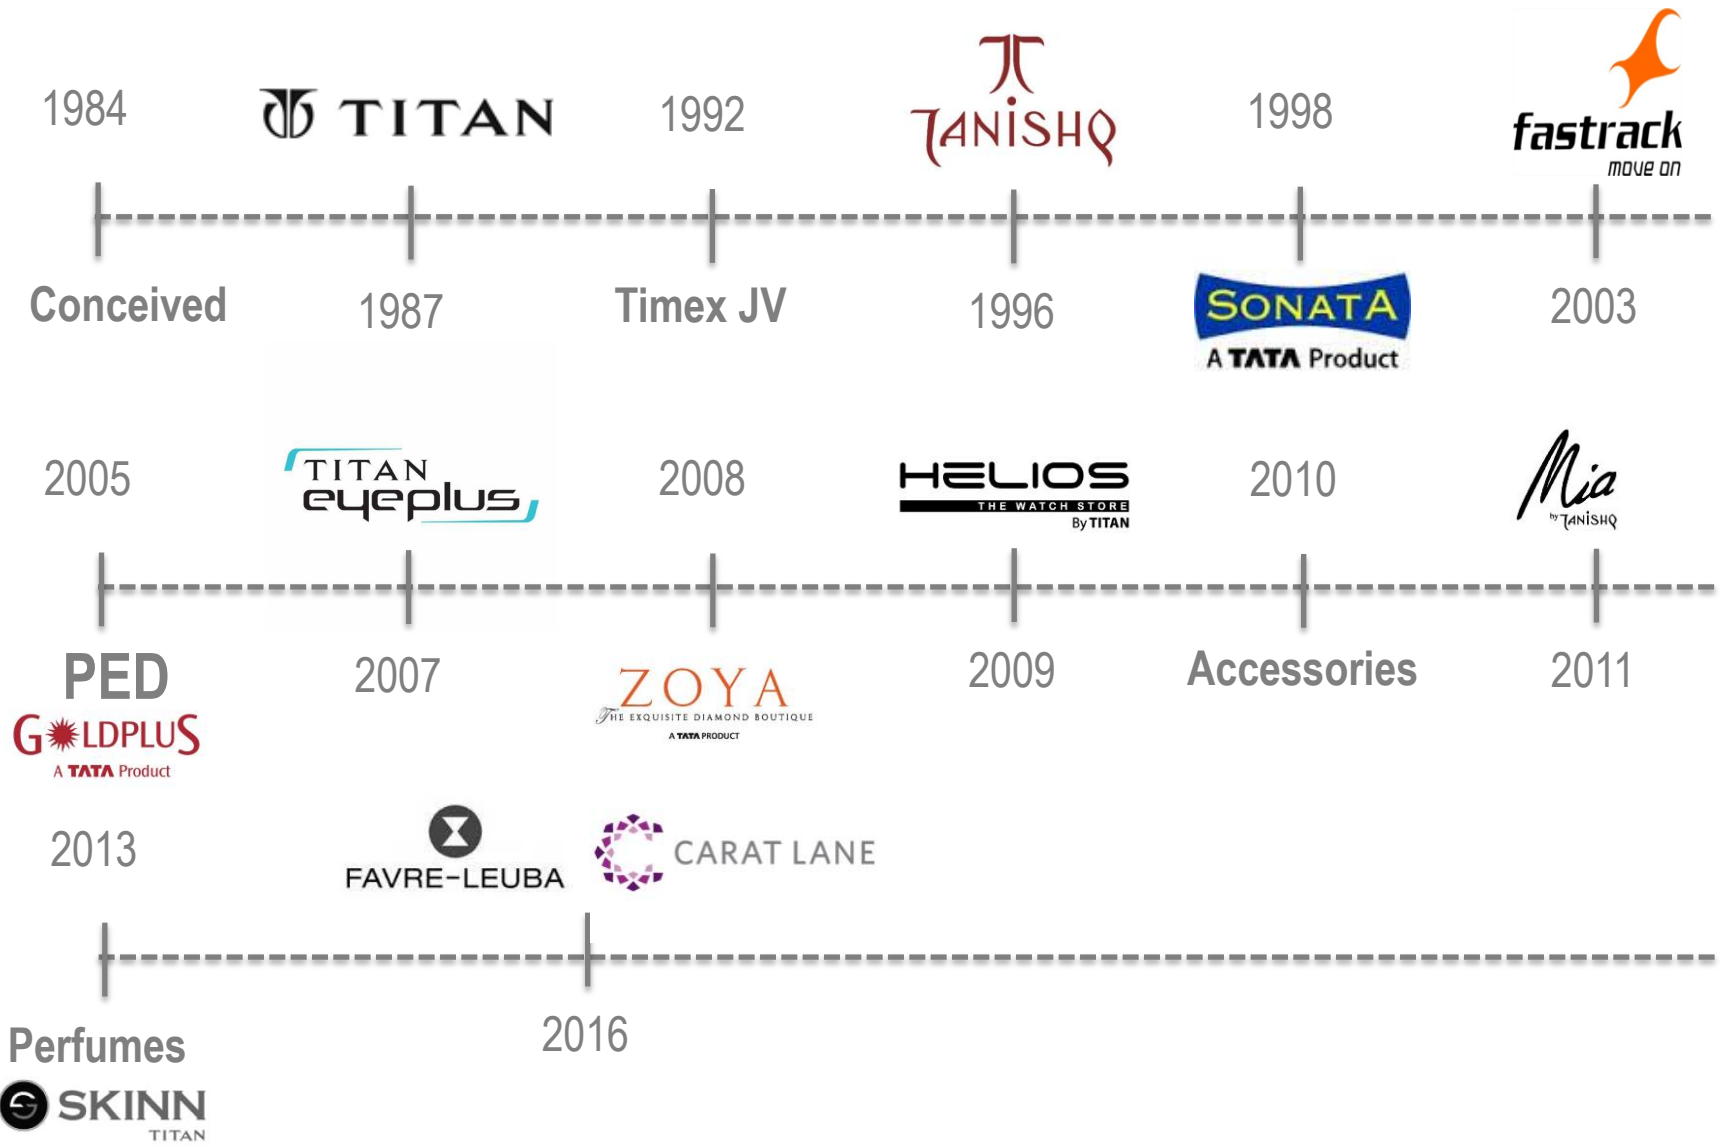 1984
TITAN
1992
TANiSHQ
1998
fastrack
move on
Conceived
1987
Timex JV
1996
SONATA
A TATA Product
2003
2005
TITAN
eyeplus
2008
HELIOS
THE WATCH STORE
By TITAN
2010
Mia
by TANiSHQ
PED
GOLDPLUS
A TATA Product
2007
ZOYA
THE EXQUISITE DIAMOND BOUTIQUE
A TATA PRODUCT
2009
Accessories
2011
2013
FAVRE-LEUBA
CARAT LANE
Perfumes
SKINN
TITAN
2016